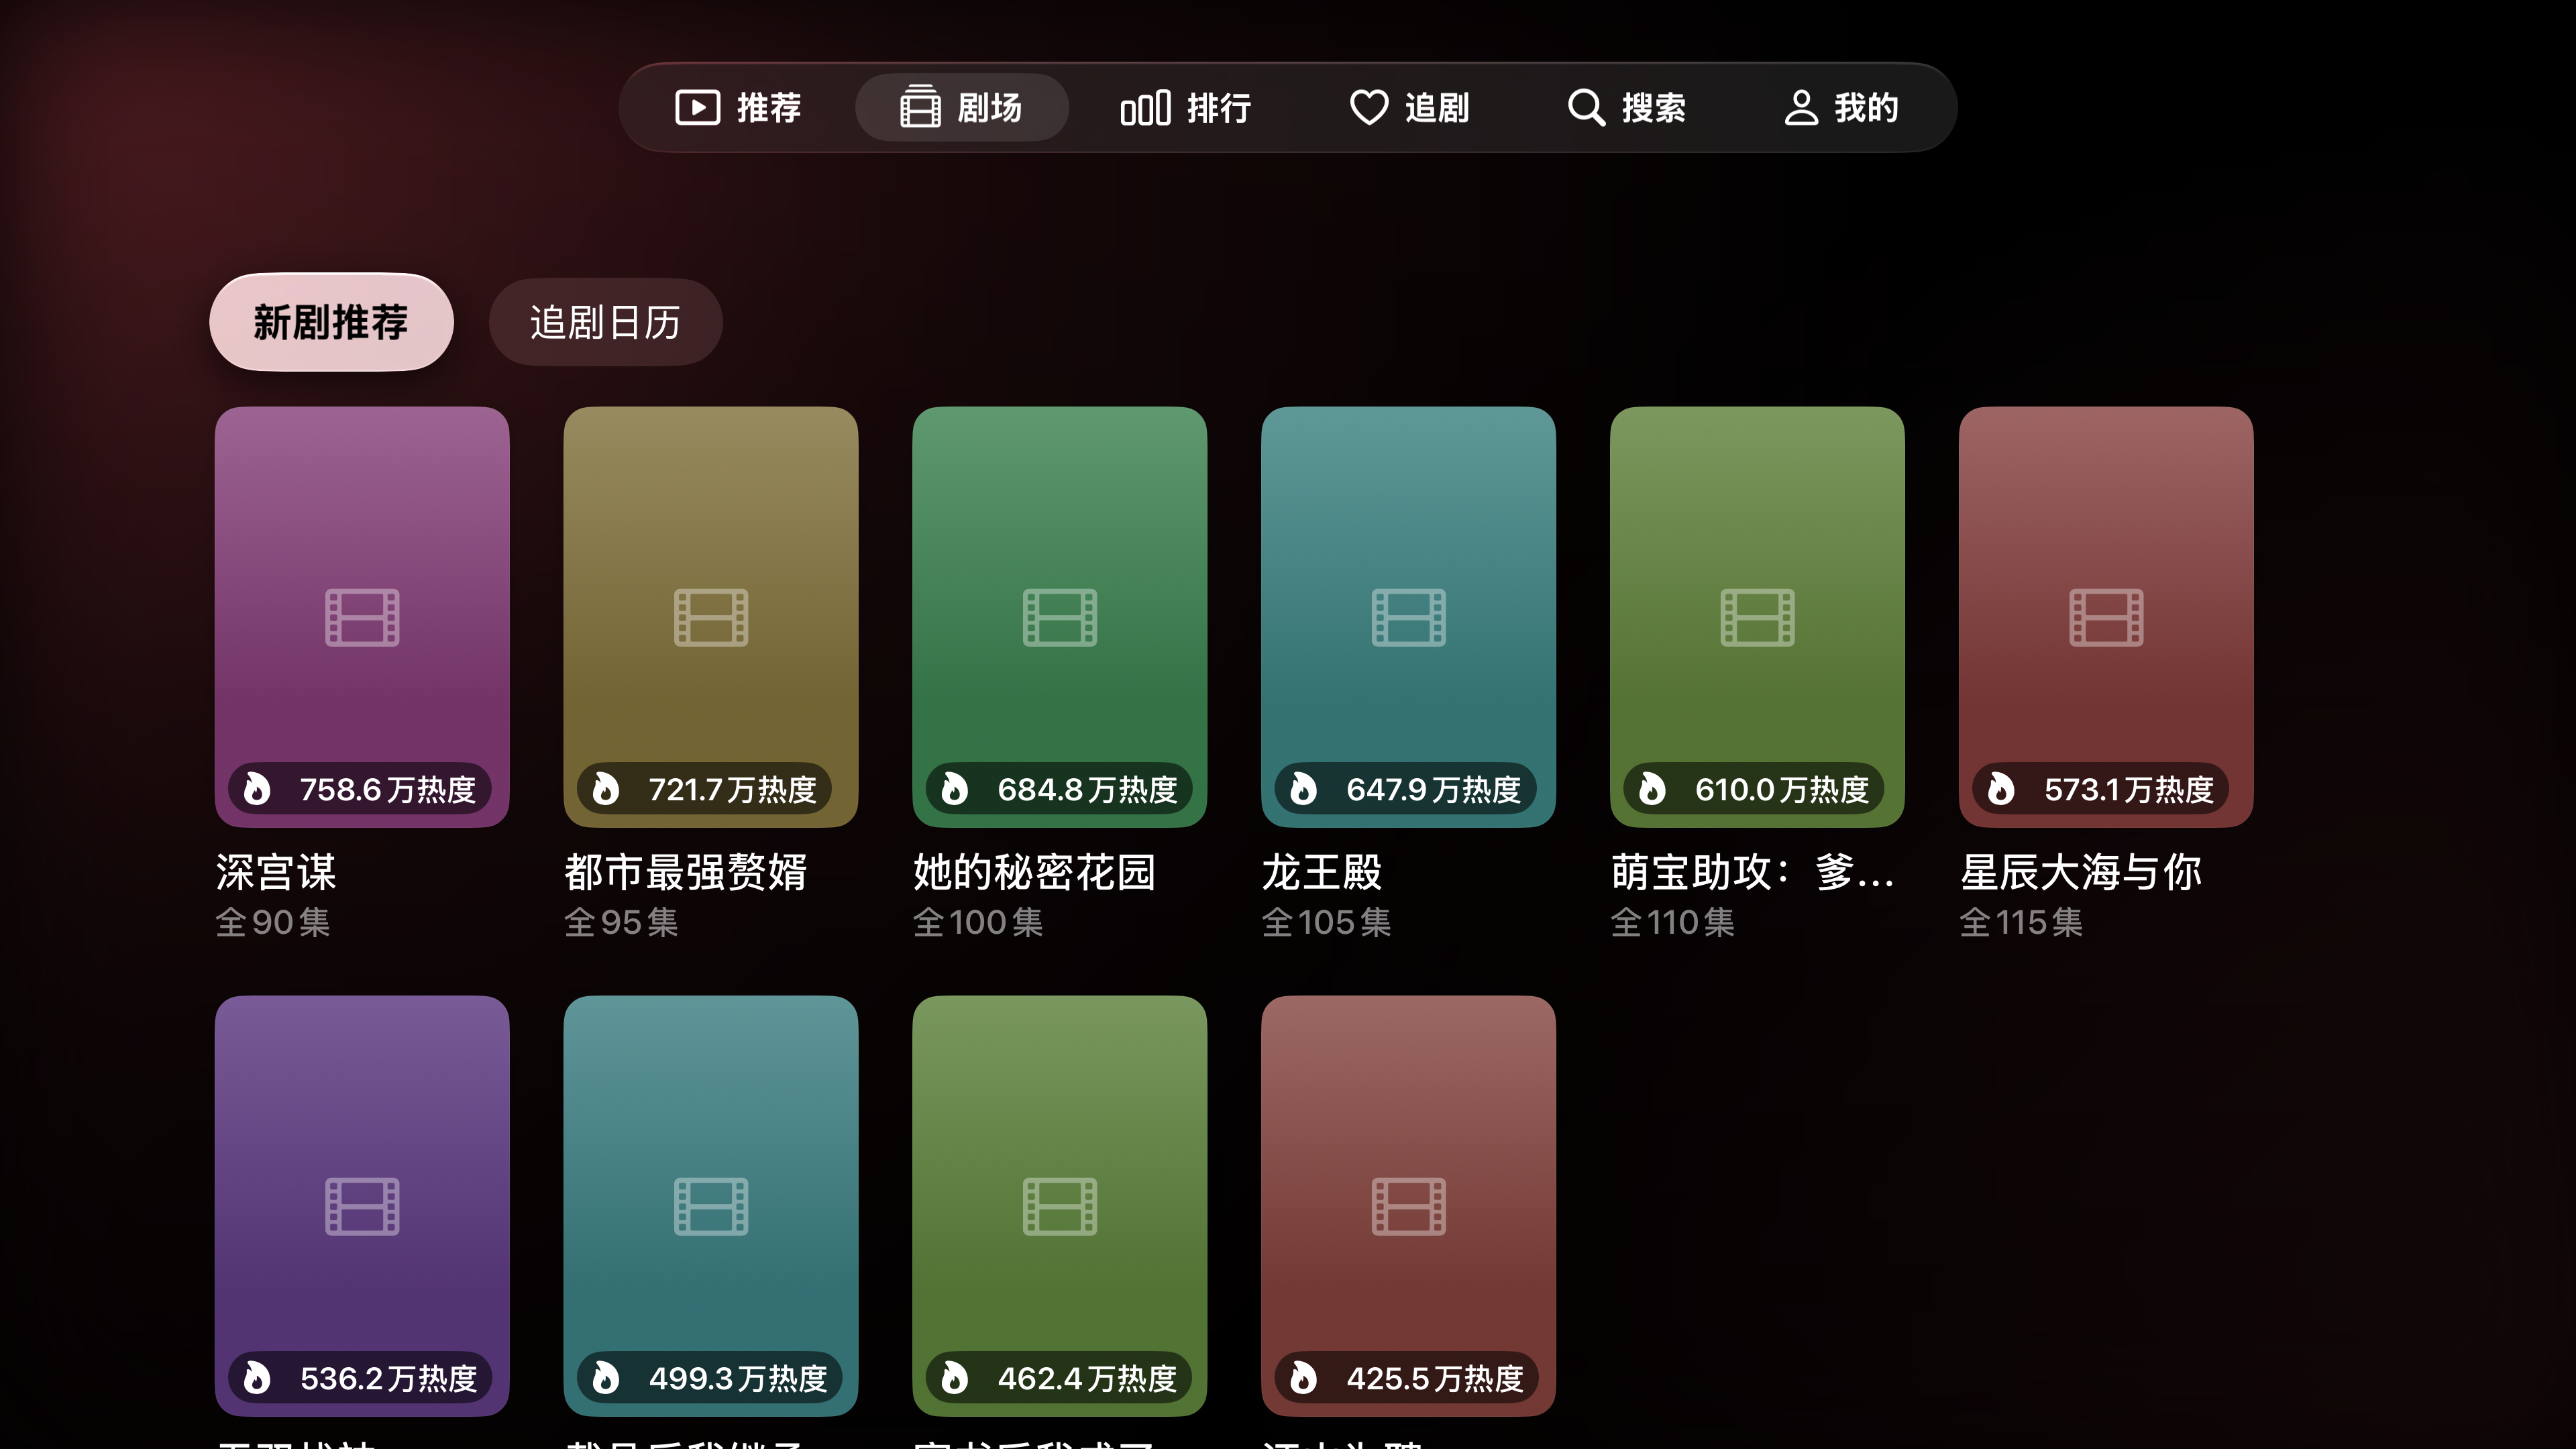 推荐 剧场 排行 追剧 搜索 我的
新剧推荐 追剧日历
758.6万热度 721.7万热度 684.8万热度 647.9万热度 610.0万热度 573.1万热度
深宫谋 都市最强赘婿 她的秘密花园 龙王殿 萌宝助攻：爹… 星辰大海与你
全90集 全95集 全100集 全105集 全110集 全115集
536.2万热度 499.3万热度 462.4万热度 425.5万热度